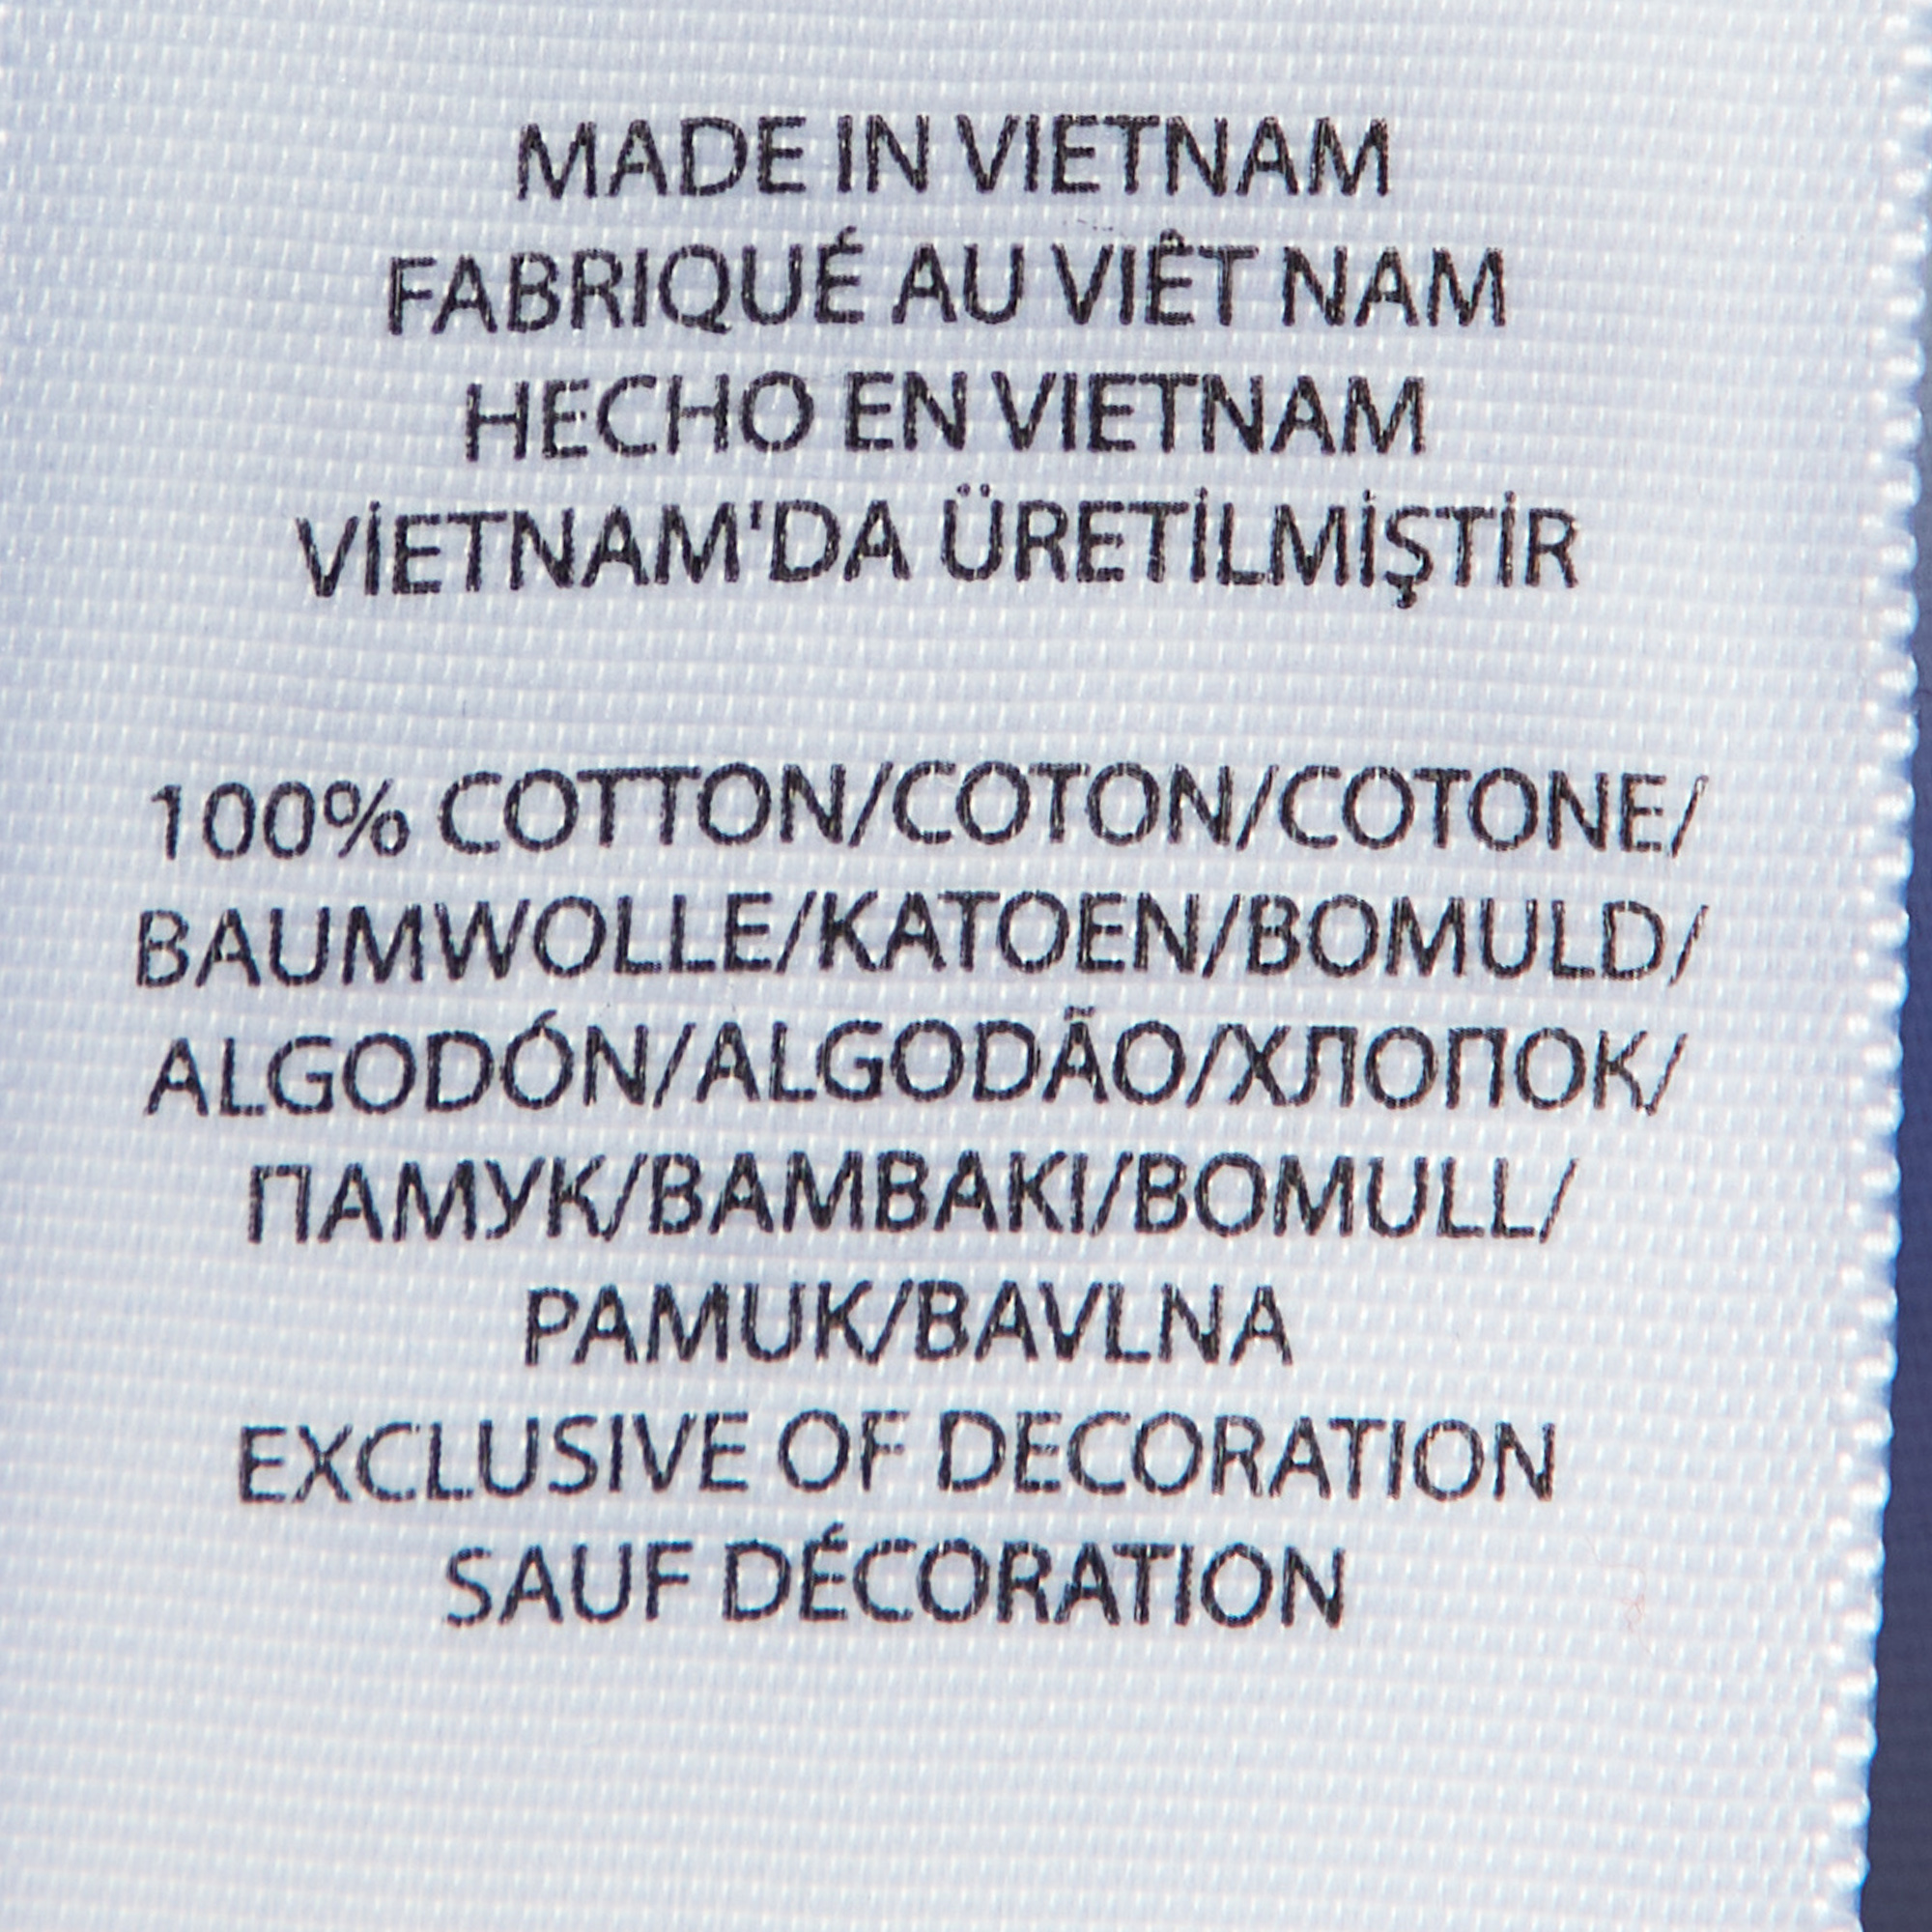 MADE IN VIETNAM
FABRIQUÉ AU VIÊT NAM
HECHO EN VIETNAM
VİETNAM'DA ÜRETİLMİŞTİR
100% COTTON/COTON/COTONE/
BAUMWOLLE/KATOEN/BOMULD/
ALGODÓN/ALGODÃO/ХЛОПОК/
ПАМУК/BAMBAKI/BOMULL/
PAMUK/BAVLNA
EXCLUSIVE OF DECORATION
SAUF DÉCORATION